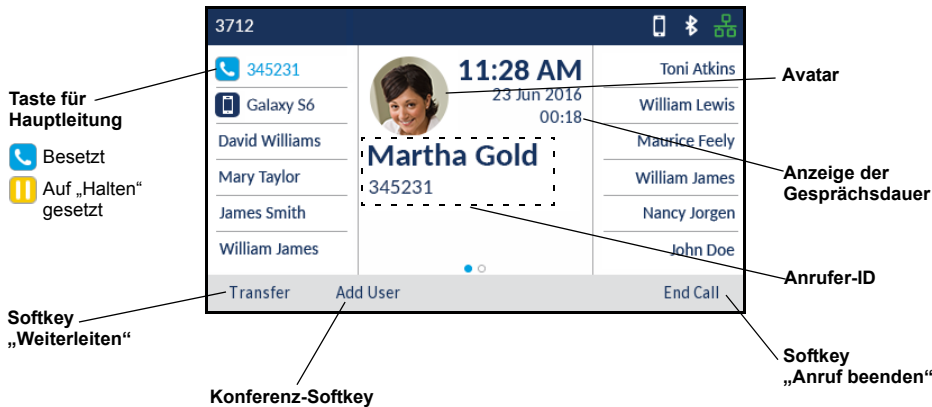 3712
345231
Galaxy S6
David Williams
Mary Taylor
James Smith
William James
11:28 AM
23 Jun 2016
00:18
Martha Gold
345231
Toni Atkins
William Lewis
Maurice Feely
William James
Nancy Jorgen
John Doe
Transfer
Add User
End Call
Taste für
Hauptleitung
Besetzt
Auf „Halten“
gesetzt
Softkey
„Weiterleiten“
Konferenz-Softkey
Avatar
Anzeige der
Gesprächsdauer
Anrufer-ID
Softkey
„Anruf beenden“